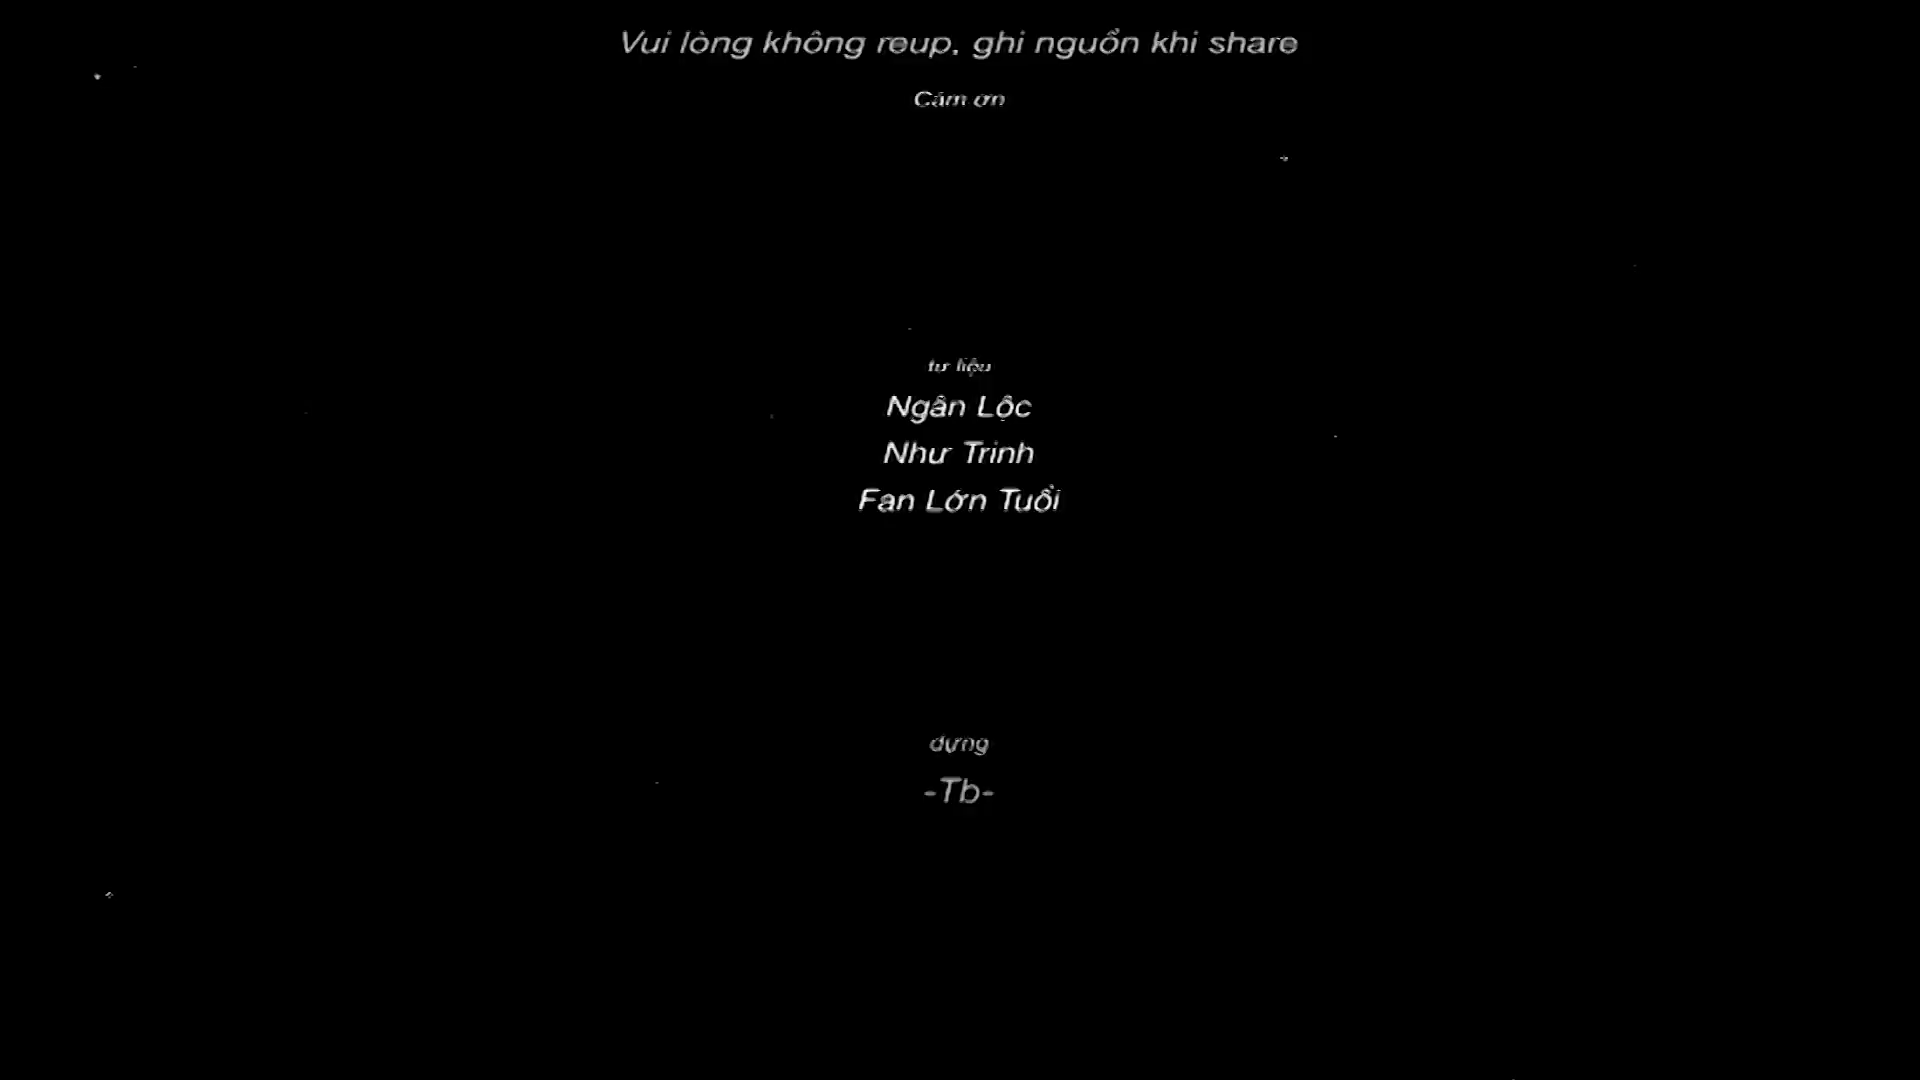 Vui lòng không reup, ghi nguồn khi share
Cám ơn
tư liệu
Ngân Lộc
Như Trinh
Fan Lớn Tuổi
dựng
-Tb-